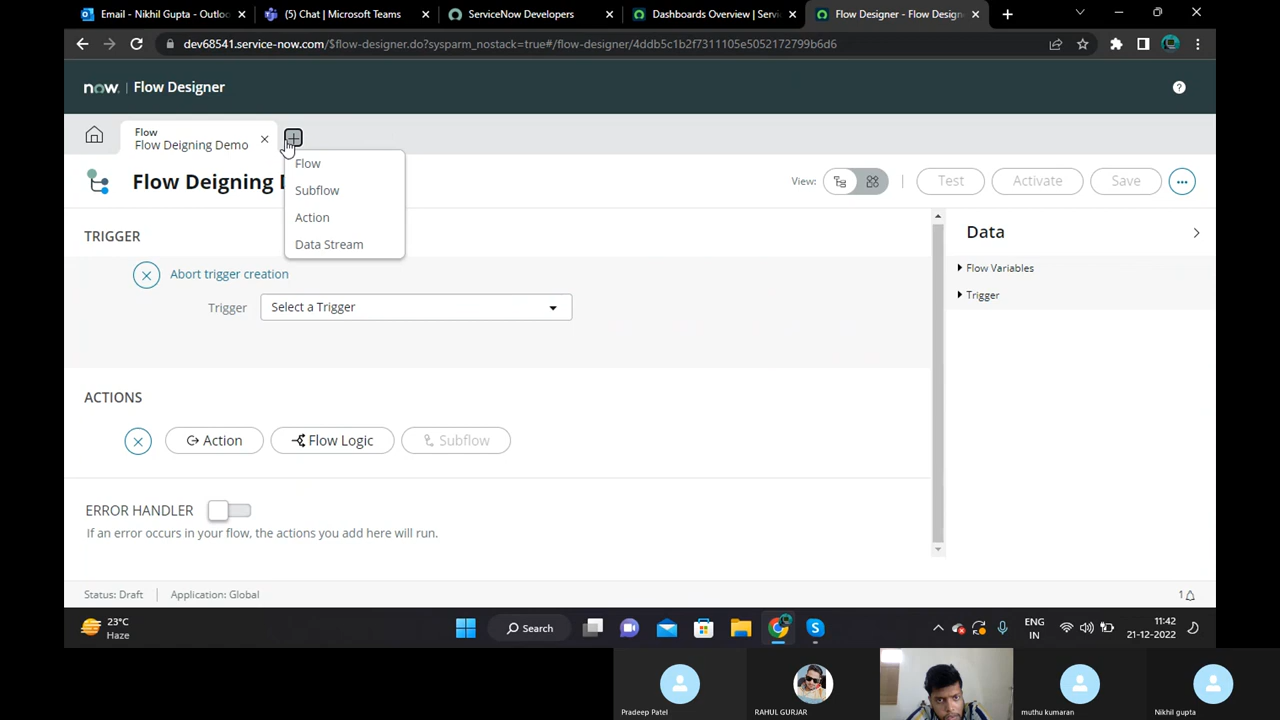 Email - Nikhil Gupta - Outloo
(5) Chat | Microsoft Teams
ServiceNow Developers
Dashboards Overview | Servi
Flow Designer - Flow Design
dev68541.service-now.com/$flow-designer.do?sysparm_nostack=true#/flow-designer/4ddb5c1b2f7311105e5052172799b6d6
now. | Flow Designer
Flow
Flow Deigning Demo
Flow
Flow Deigning D
Subflow
Action
Data Stream
View:
Test
Activate
Save
TRIGGER
Abort trigger creation
Trigger
Select a Trigger
Data
Flow Variables
Trigger
ACTIONS
Action
Flow Logic
Subflow
ERROR HANDLER
If an error occurs in your flow, the actions you add here will run.
Status: Draft
Application: Global
1
23°C
Haze
Search
ENG
IN
11:42
21-12-2022
Pradeep Patel
RAHUL GURJAR
muthu kumaran
Nikhil gupta